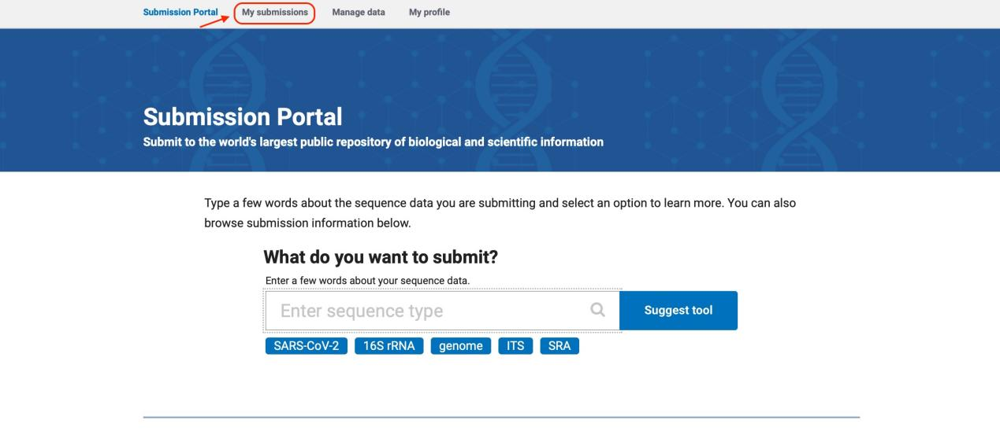 Submission Portal My submissions Manage data My profile
Submission Portal
Submit to the world's largest public repository of biological and scientific information
Type a few words about the sequence data you are submitting and select an option to learn more. You can also
browse submission information below.
What do you want to submit?
Enter a few words about your sequence data.
Enter sequence type Suggest tool
SARS-CoV-2 16S rRNA genome ITS SRA